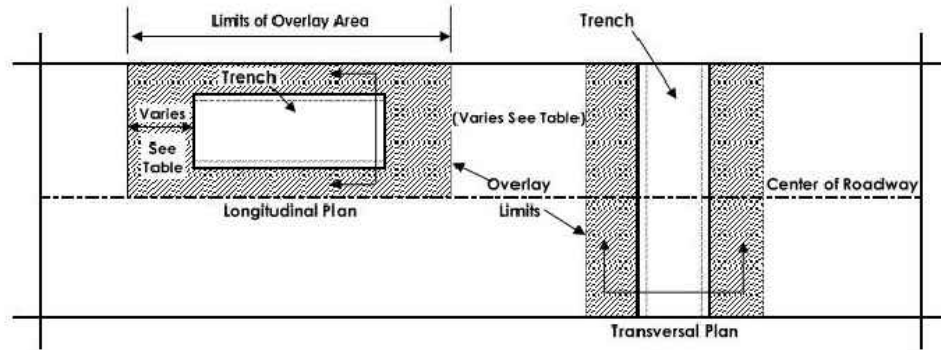 Limits of Overlay Area
Trench
Trench
Varies
See
Table
(Varies See Table)
Overlay
Limits
Center of Roadway
Longitudinal Plan
Transversal Plan